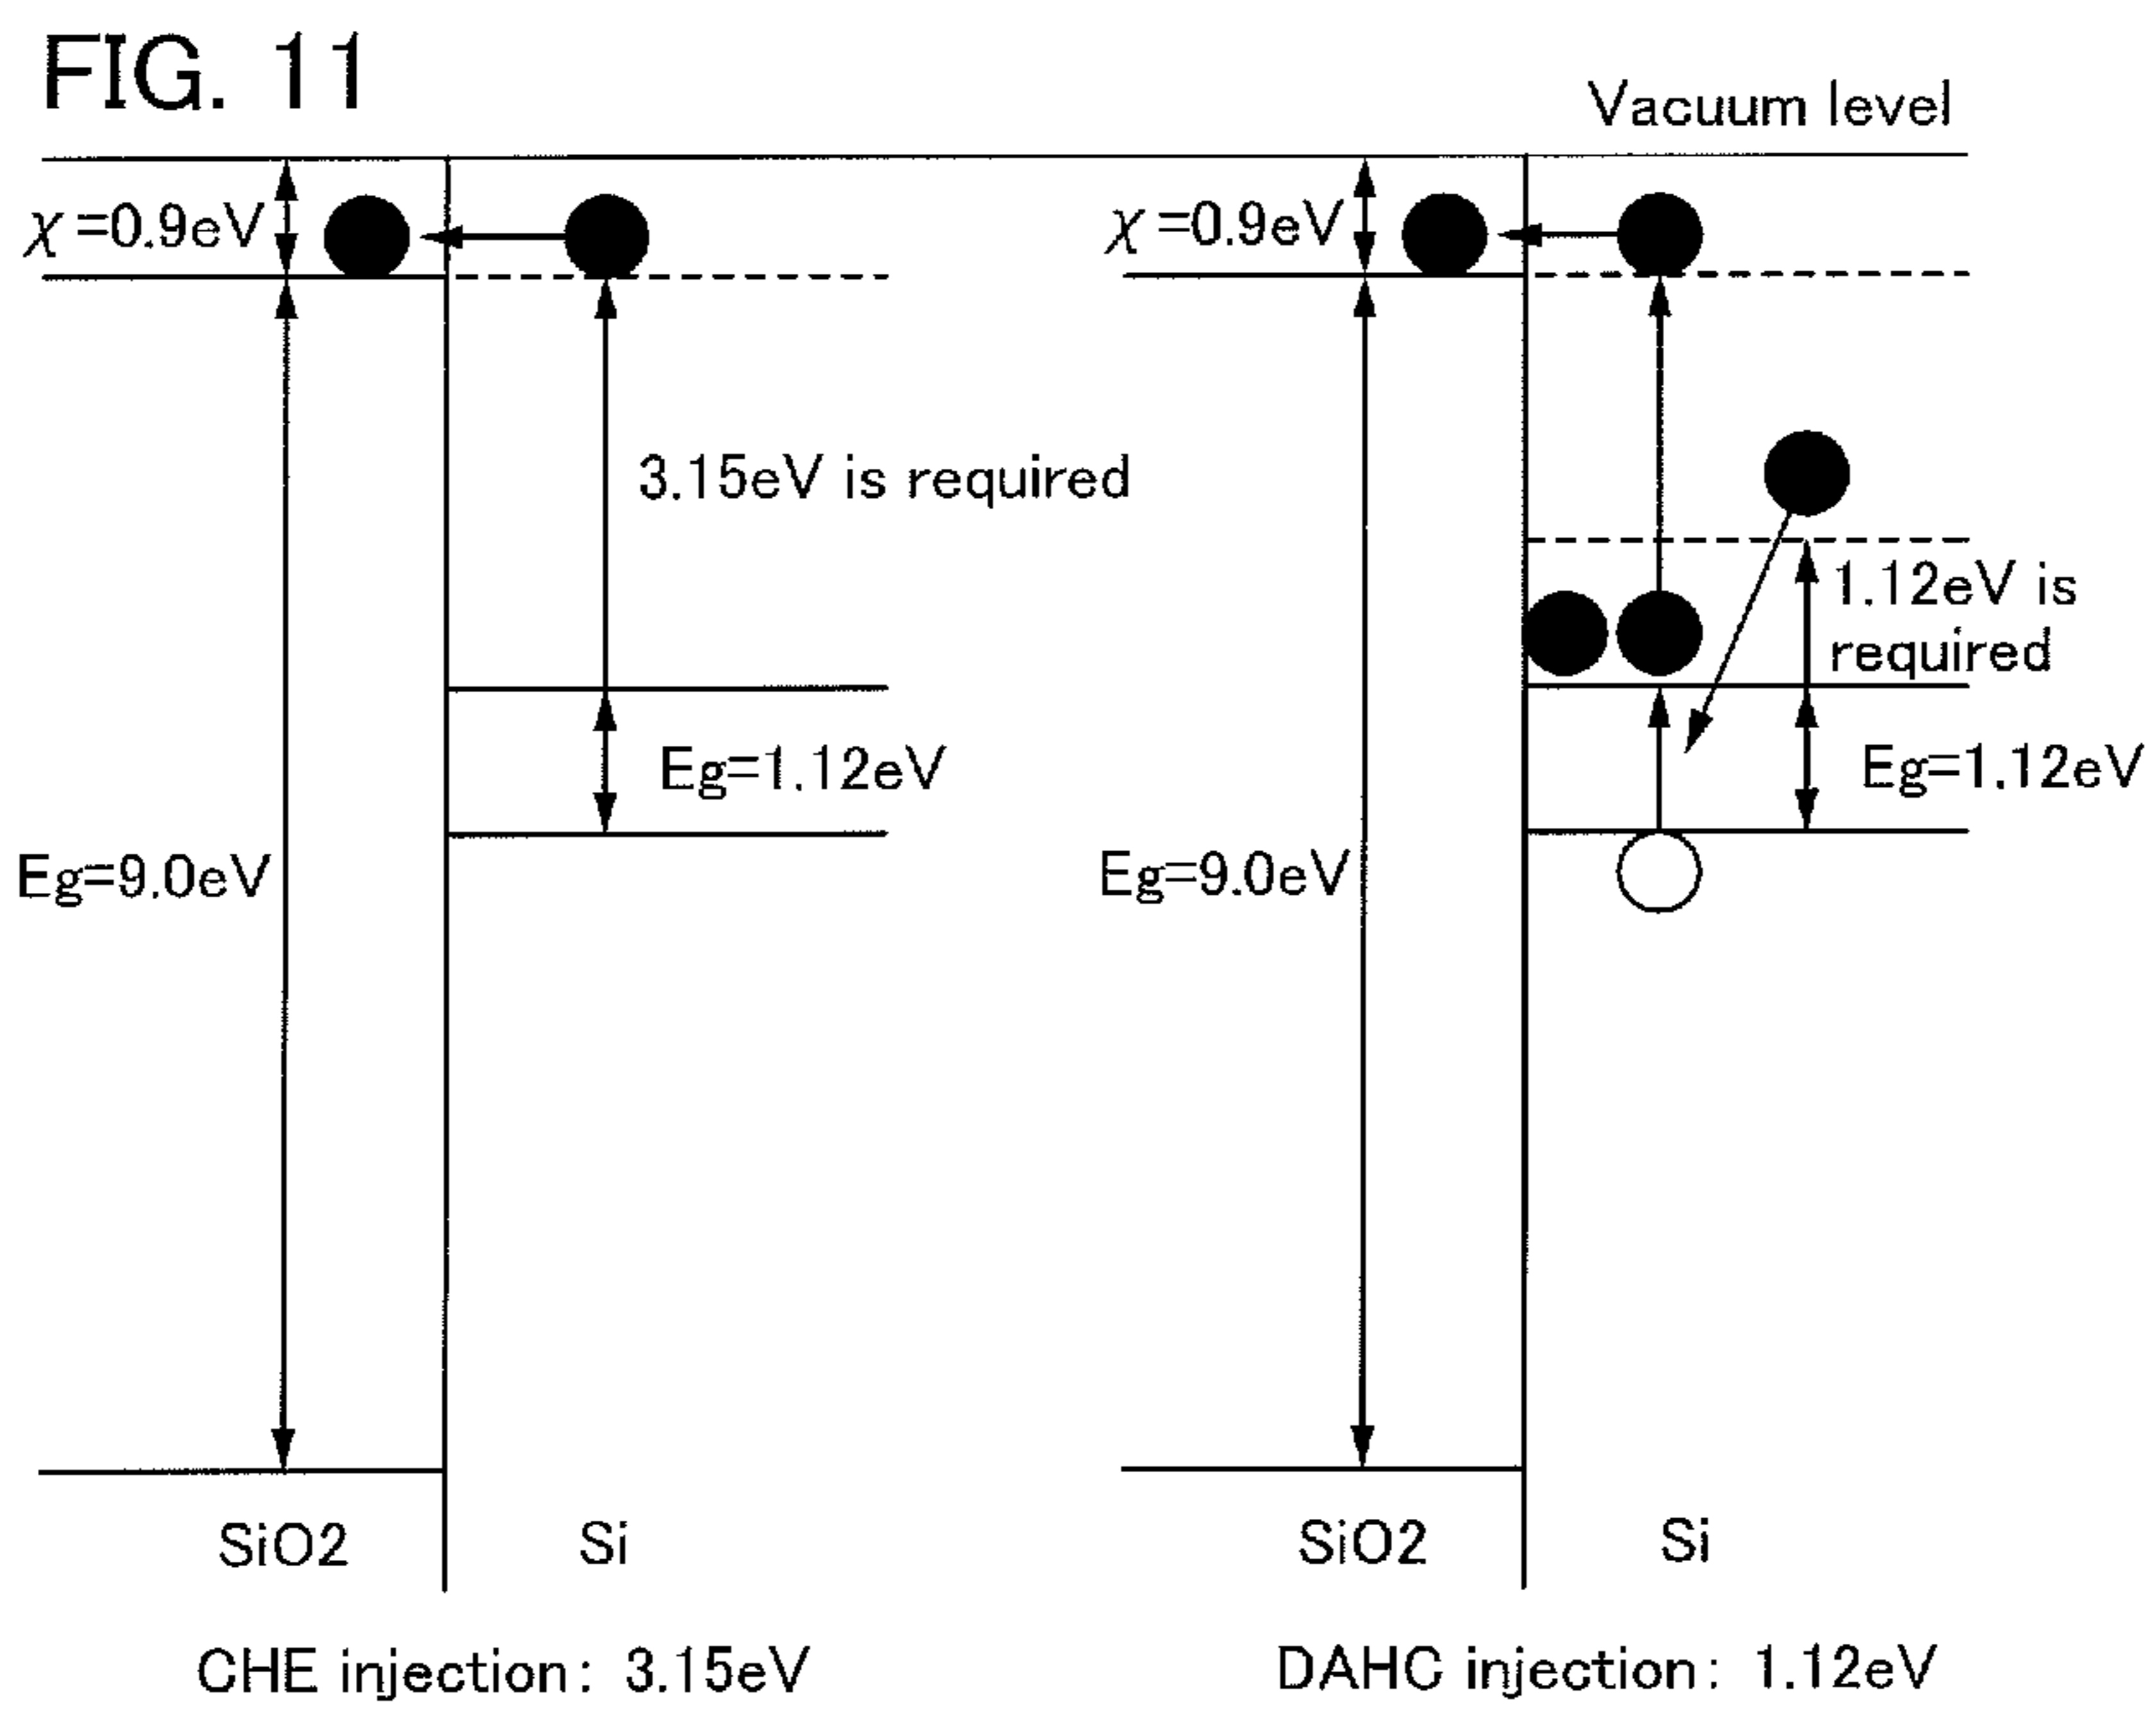 FIG. 11
Vacuum level
χ=0.9eV
χ=0.9eV
3.15eV is required
1.12eV is
required
Eg=1.12eV
Eg=1.12eV
Eg=9.0eV
Eg=9.0eV
SiO2
Si
SiO2
Si
CHE injection: 3.15eV
DAHC injection: 1.12eV